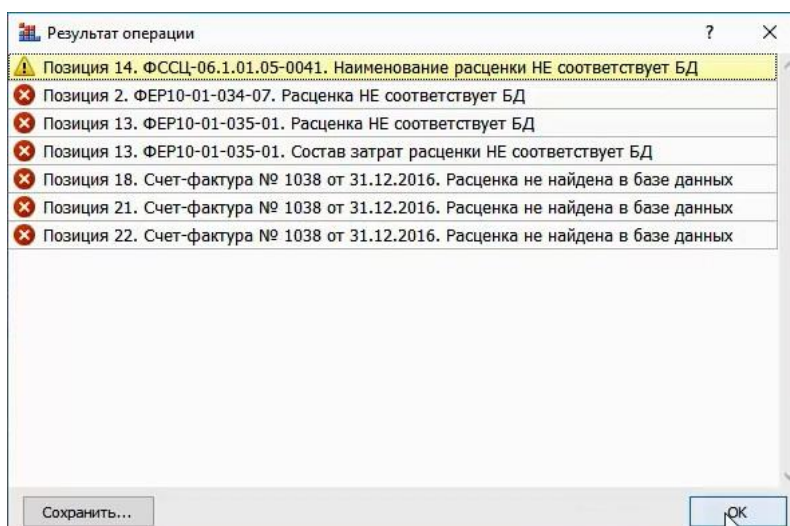 Результат операции
?
Позиция 14. ФССЦ-06.1.01.05-0041. Наименование расценки НЕ соответствует БД
Позиция 2. ФЕР10-01-034-07. Расценка НЕ соответствует БД
Позиция 13. ФЕР10-01-035-01. Расценка НЕ соответствует БД
Позиция 13. ФЕР10-01-035-01. Состав затрат расценки НЕ соответствует БД
Позиция 18. Счет-фактура № 1038 от 31.12.2016. Расценка не найдена в базе данных
Позиция 21. Счет-фактура № 1038 от 31.12.2016. Расценка не найдена в базе данных
Позиция 22. Счет-фактура № 1038 от 31.12.2016. Расценка не найдена в базе данных
Сохранить...
ОК